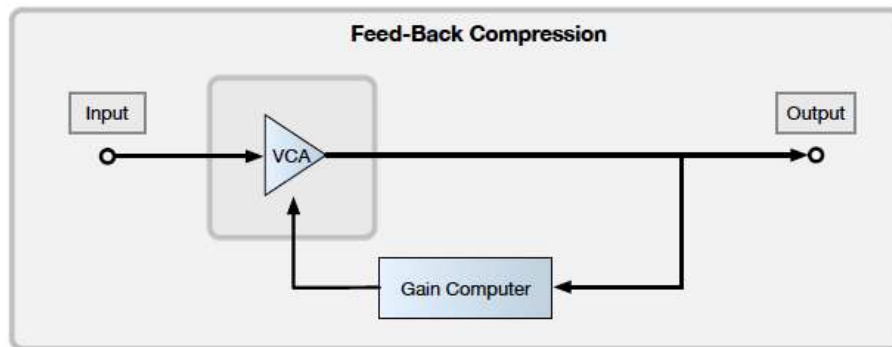 Feed-Back Compression
Input
Output
VCA
Gain Computer